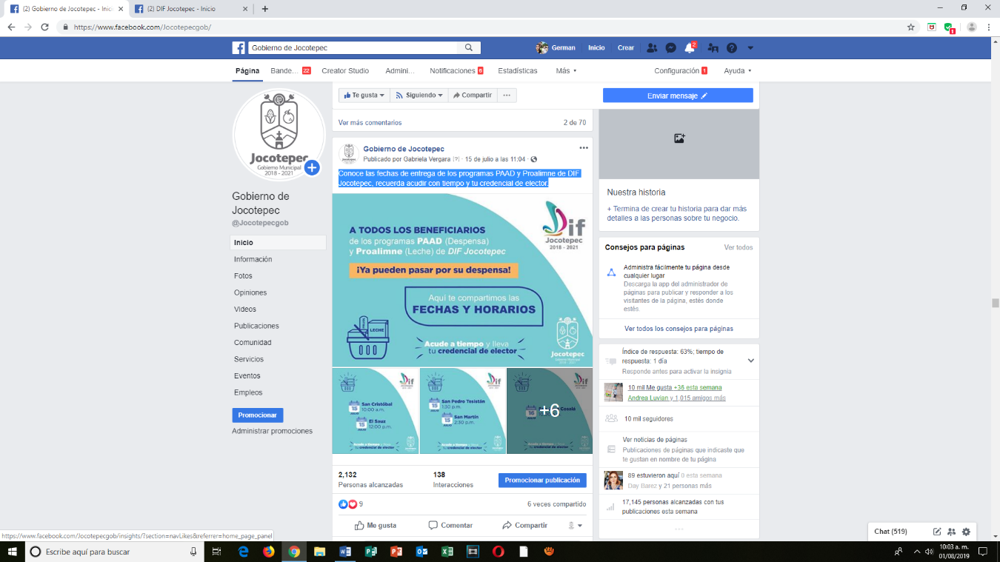 (2) Gobierno de Jocotepec - Inic
(2) DIF Jocotepec - Inicio
https://www.facebook.com/Jocotepecgob/
Gobierno de Jocotepec
German
Inicio
Crear
2
Página
Bande... 22
Creator Studio
Admini...
Notificaciones 6
Estadísticas
Más
Configuración 1
Ayuda
Jocotepec
Gobierno Municipal
2018 - 2021
Gobierno de
Jocotepec
@Jocotepecgob
Inicio
Información
Fotos
Opiniones
Videos
Publicaciones
Comunidad
Servicios
Eventos
Empleos
Promocionar
Administrar promociones
Te gusta
Siguiendo
Compartir
Enviar mensaje
Ver más comentarios
2 de 70
Gobierno de Jocotepec
Publicado por Gabriela Vergara [?] · 15 de julio a las 11:04 ·
Conoce las fechas de entrega de los programas PAAD y Proalimne de DIF
Jocotepec, recuerda acudir con tiempo y tu credencial de elector.
A TODOS LOS BENEFICIARIOS
de los programas PAAD (Despensa)
y Proalimne (Leche) de DIF Jocotepec
¡Ya pueden pasar por su despensa!
Aquí te compartimos las
FECHAS Y HORARIOS
LECHE
Acude a tiempo y lleva
tu credencial de elector
Dif
Jocotepec
2018 - 2021
Jocotepec
Gobierno Municipal
2018 - 2021
15 JULIO San Cristóbal
10:00 a.m.
15 JULIO El Sauz
12:00 p.m.
Acude a tiempo y lleva
tu credencial de elector
15 JULIO San Pedro Tesistán
1:30 p.m.
15 JULIO San Martín
2:30 p.m.
Acude a tiempo y lleva
tu credencial de elector
16
Cosalá
+6
Acude a tiempo y lleva
tu credencial de elector
2,132
Personas alcanzadas
138
Interacciones
Promocionar publicación
9
6 veces compartido
Me gusta
Comentar
Compartir
Nuestra historia
+ Termina de crear tu historia para dar más
detalles a las personas sobre tu negocio.
Consejos para páginas
Ver todos
Administra fácilmente tu página desde
cualquier lugar
Descarga la app del administrador de
páginas para publicar y responder a los
visitantes de la página, estés donde
estés.
Ver todos los consejos para páginas
Índice de respuesta: 63%; tiempo de
respuesta: 1 día
Responde antes para activar la insignia
10 mil Me gusta +36 esta semana
Andrea Luvian y 1,015 amigos más
10 mil seguidores
Ver noticias de páginas
Publicaciones de páginas que indicaste que
te gustan en nombre de tu página
89 estuvieron aquí 0 esta semana
Day Barez y 21 personas más
17,145 personas alcanzadas con tus
publicaciones esta semana
Chat (519)
https://www.facebook.com/Jocotepecgob/insights/?section=navLikes&referrer=home_page_panel
Escribe aquí para buscar
10:03 a. m.
01/08/2019